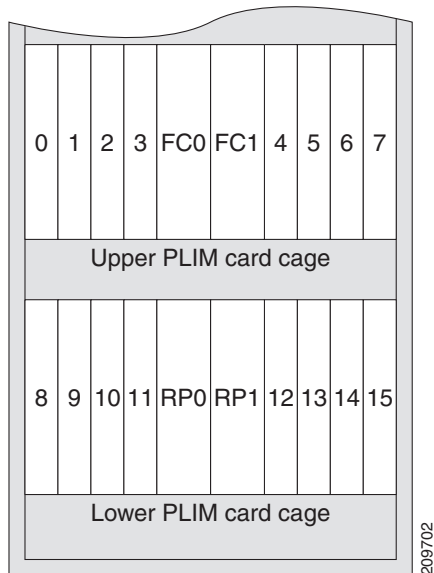 0 1 2 3 FC0 FC1 4 5 6 7
Upper PLIM card cage
8 9 10 11 RP0 RP1 12 13 14 15
Lower PLIM card cage
209702